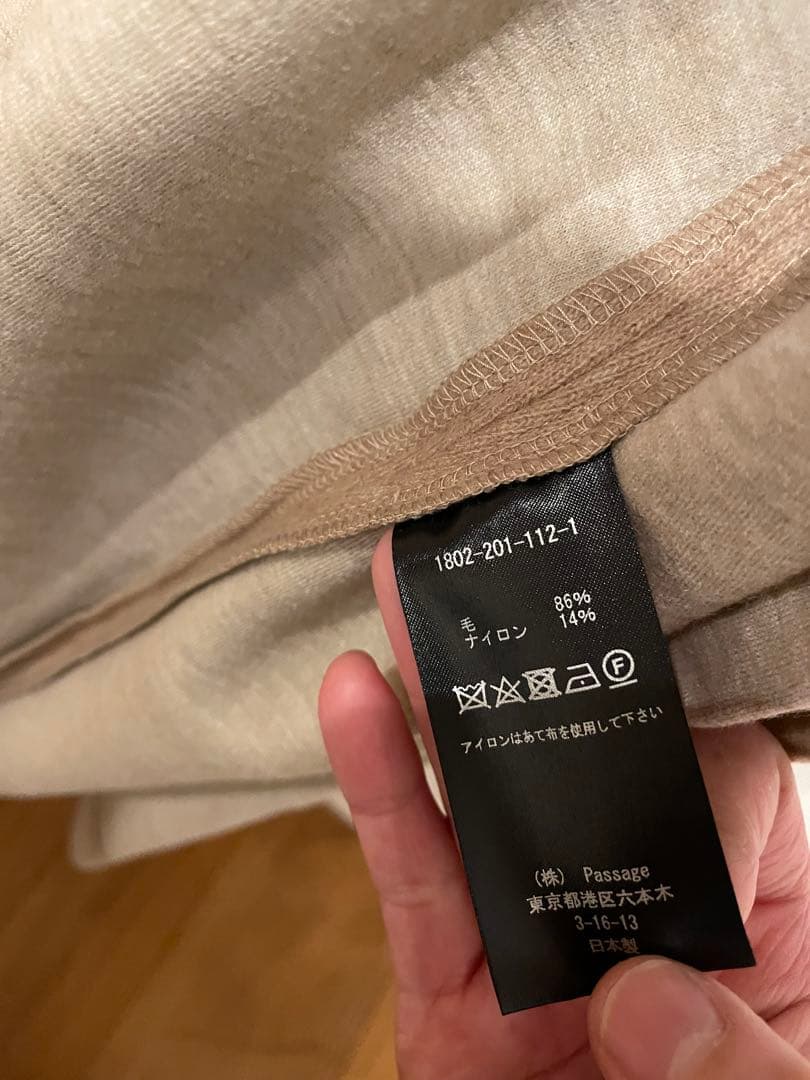 1802-201-112-1
毛 86%
ナイロン 14%
F
アイロンはあて布を使用して下さい
(株) Passage
東京都港区六本木
3-16-13
日本製